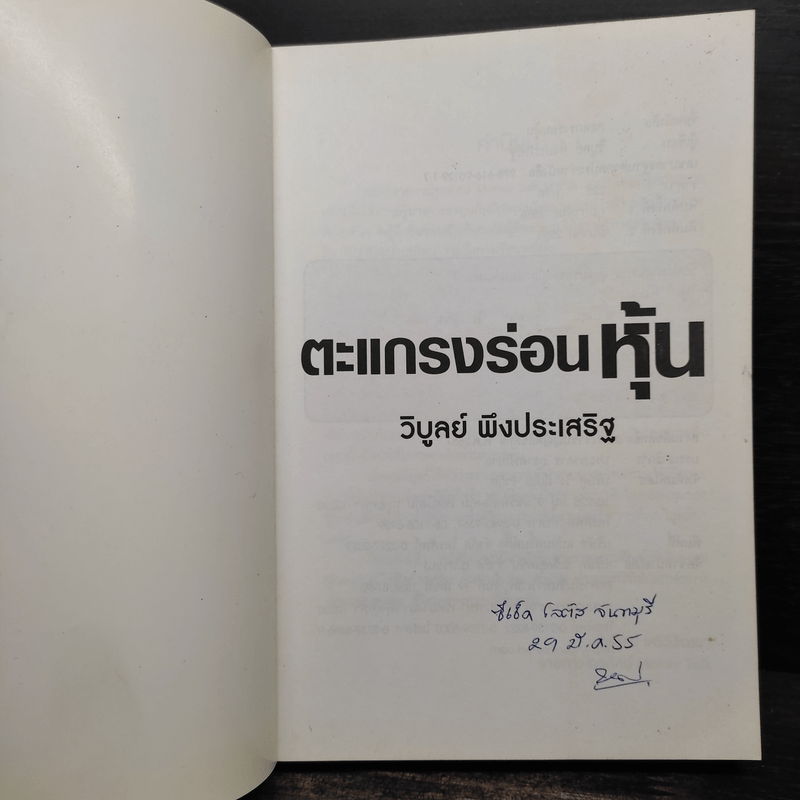 ตะแกรงร่อนหุ้น
วิบูลย์ พึงประเสริฐ
ซีเอ็ด โลตัส จันทบุรี
29 มี.ค.55